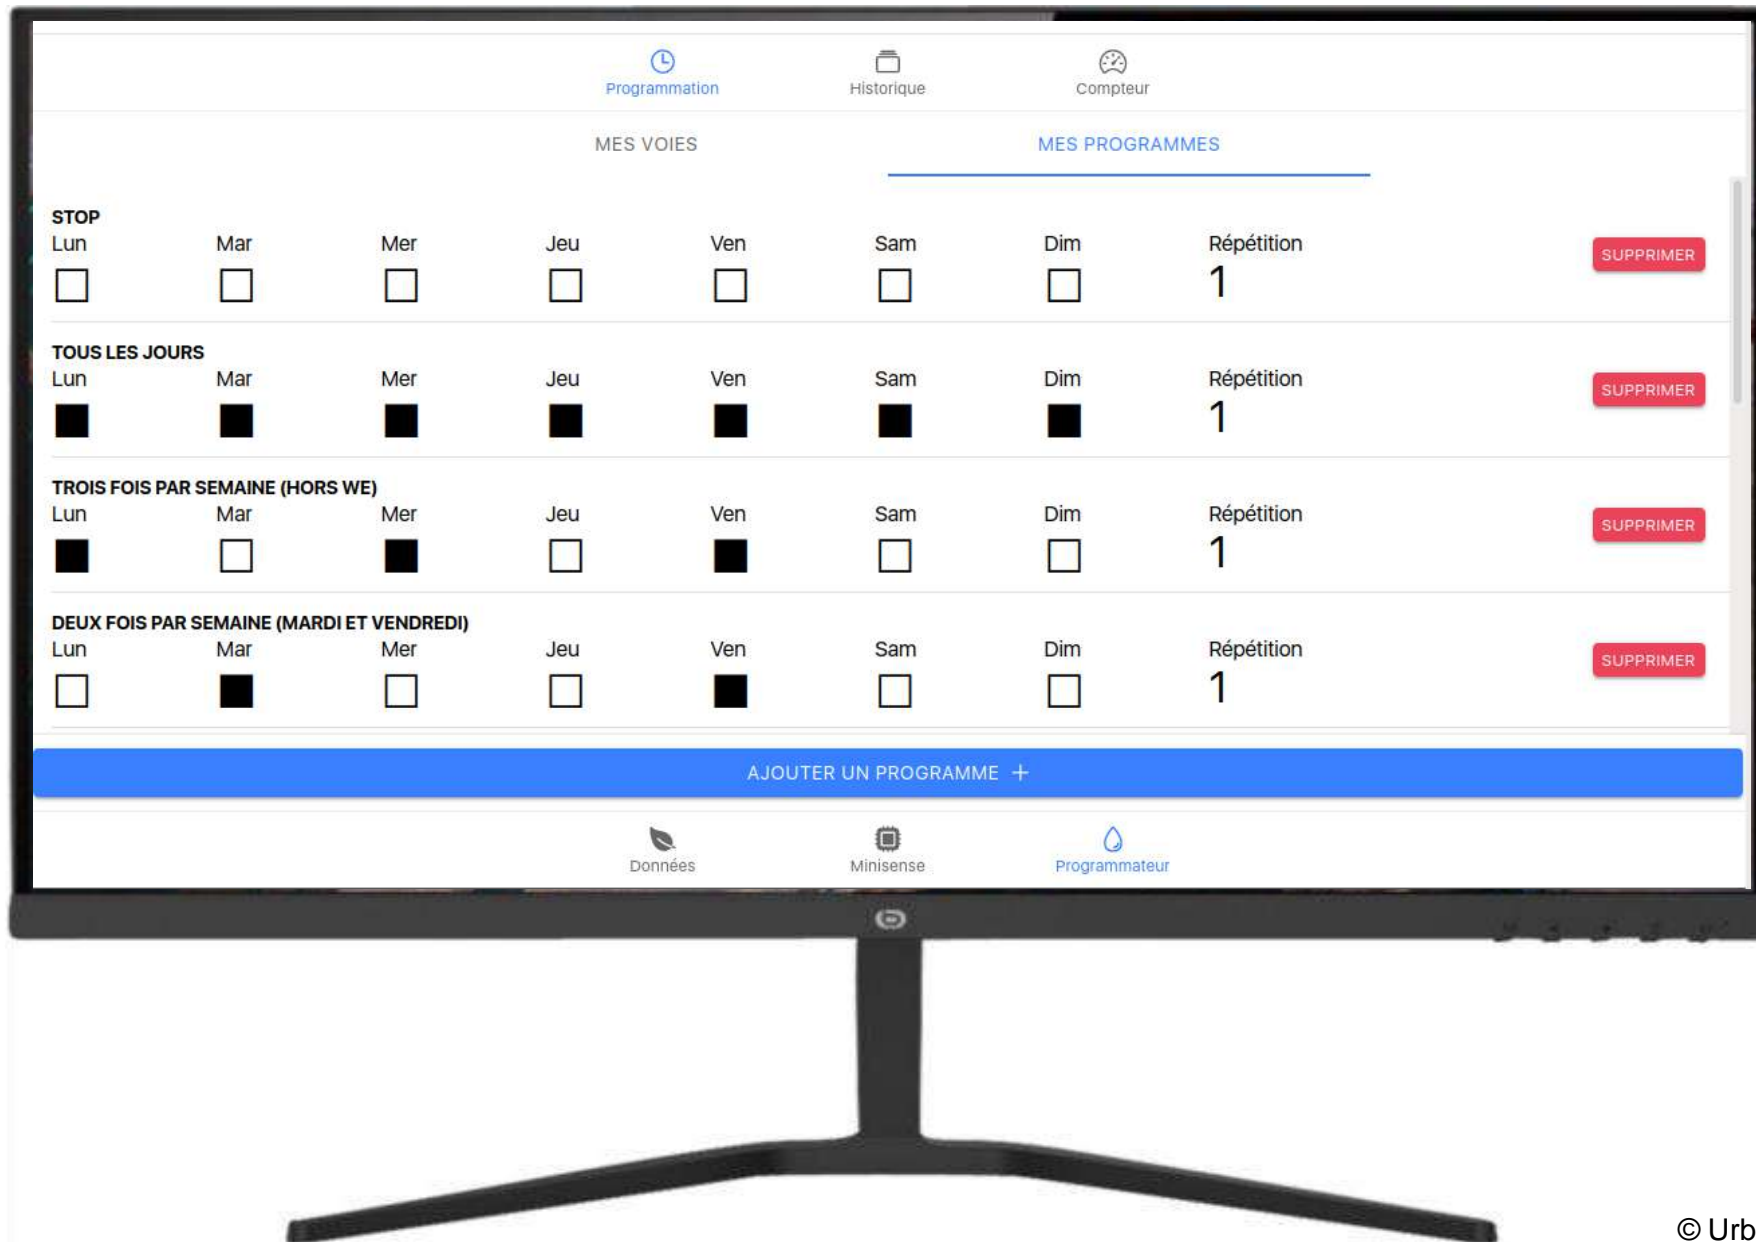 Programmation Historique Compteur
MES VOIES MES PROGRAMMES
STOP
Lun Mar Mer Jeu Ven Sam Dim Répétition
SUPPRIMER
1
TOUS LES JOURS
Lun Mar Mer Jeu Ven Sam Dim Répétition
SUPPRIMER
1
TROIS FOIS PAR SEMAINE (HORS WE)
Lun Mar Mer Jeu Ven Sam Dim Répétition
SUPPRIMER
1
DEUX FOIS PAR SEMAINE (MARDI ET VENDREDI)
Lun Mar Mer Jeu Ven Sam Dim Répétition
SUPPRIMER
1
AJOUTER UN PROGRAMME +
Données Minisense Programmateur
© Urb